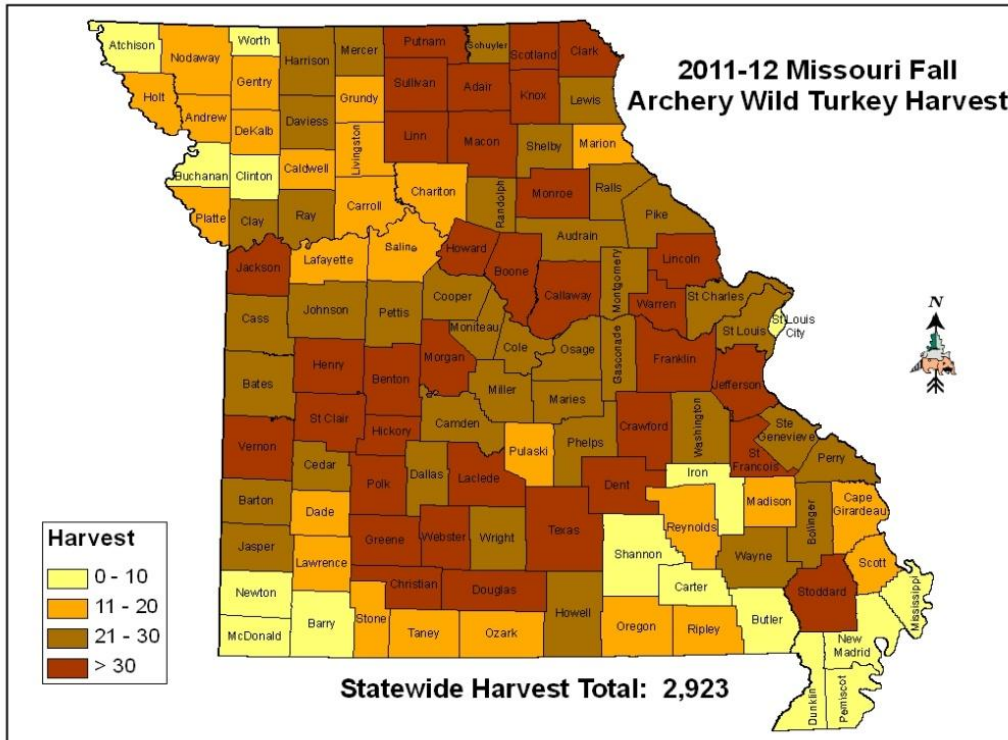 2011-12 Missouri Fall
Archery Wild Turkey Harvest
Atchison
Worth
Nodaway
Harrison
Mercer
Putnam
Schuyler
Scotland
Clark
Gentry
Sullivan
Adair
Knox
Lewis
Holt
Andrew
DeKalb
Daviess
Grundy
Linn
Macon
Shelby
Marion
Livingston
Buchanan
Clinton
Caldwell
Chariton
Randolph
Monroe
Ralls
Pike
Platte
Clay
Ray
Carroll
Audrain
Jackson
Lafayette
Saline
Howard
Boone
Callaway
Montgomery
Lincoln
Warren
St Charles
St Louis
City
St Louis
Cass
Johnson
Pettis
Cooper
Moniteau
Cole
Osage
Gasconade
Franklin
Jefferson
N
Bates
Henry
Benton
Morgan
Miller
Maries
St Clair
Hickory
Camden
Pulaski
Phelps
Crawford
Washington
Ste
Genevieve
St
Francois
Perry
Vernon
Cedar
Polk
Dallas
Laclede
Dent
Iron
Madison
Cape
Girardeau
Barton
Dade
Texas
Reynolds
Bollinger
Jasper
Lawrence
Greene
Webster
Wright
Shannon
Wayne
Scott
Stoddard
Mississippi
Newton
Christian
Douglas
Howell
Carter
Butler
McDonald
Barry
Stone
Taney
Ozark
Oregon
Ripley
New
Madrid
Dunklin
Pemiscot
Harvest
0 - 10
11 - 20
21 - 30
> 30
Statewide Harvest Total: 2,923